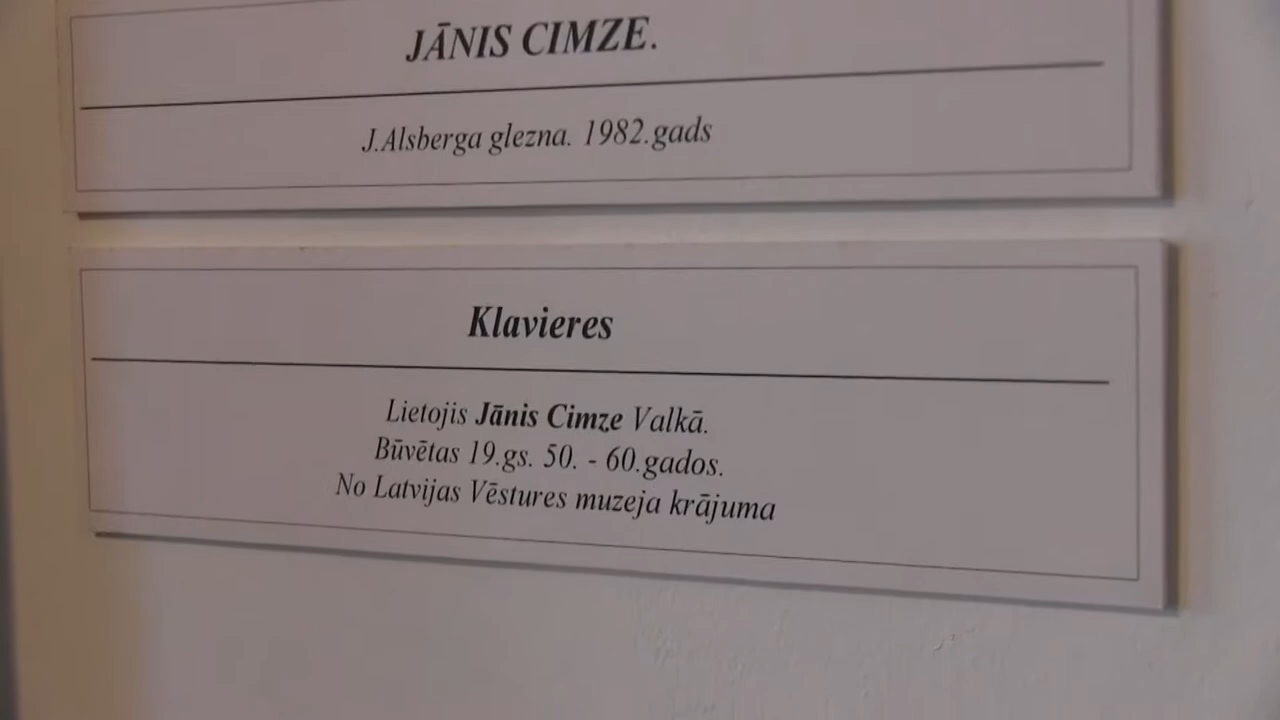 JĀNIS CIMZE.
J.Alsberga glezna. 1982.gads
Klavieres
Lietojis Jānis Cimze Valkā.
Būvētas 19.gs. 50. - 60.gados.
No Latvijas Vēstures muzeja krājuma